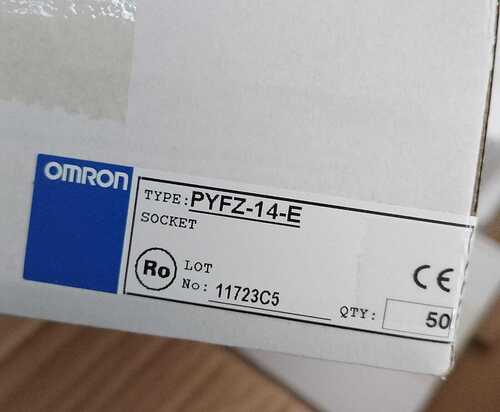 OMRON
TYPE: PYFZ-14-E
SOCKET
Ro
LOT
No: 11723C5
CE
QTY: 50